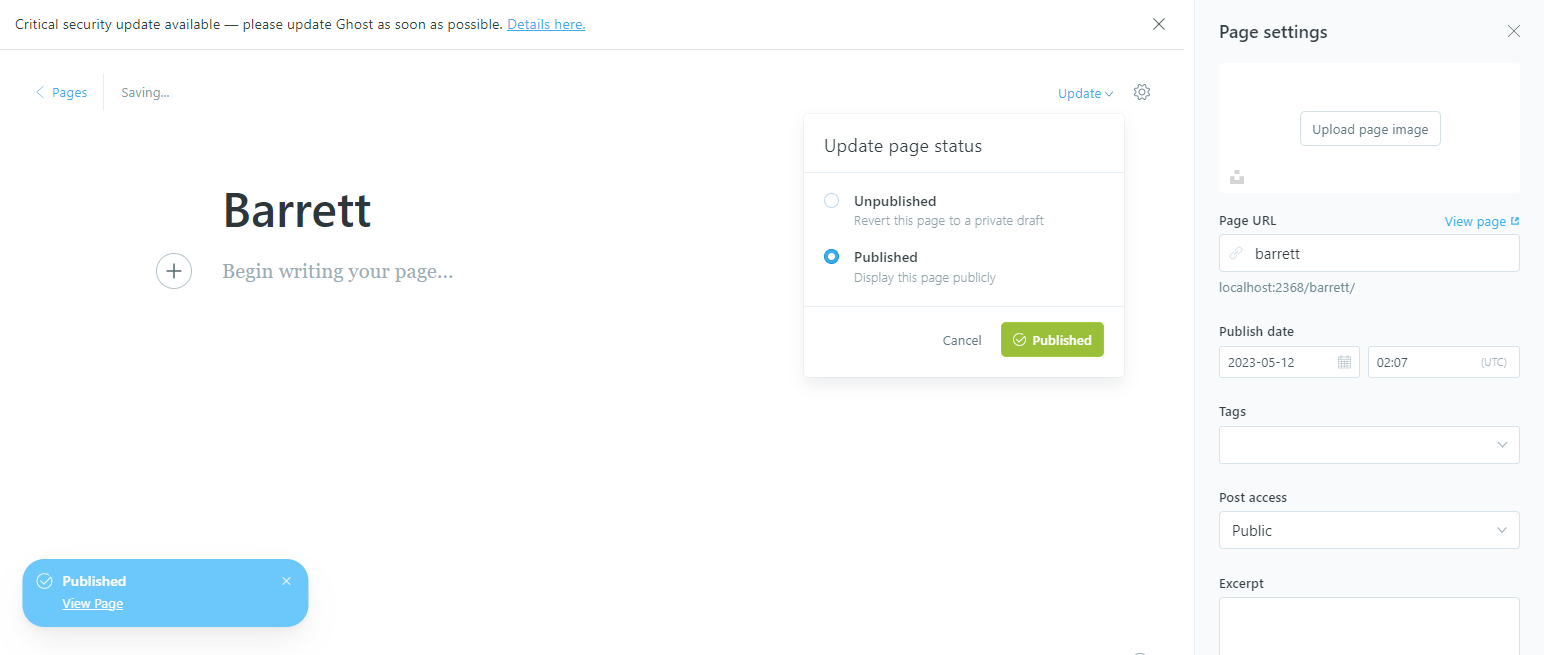 Critical security update available — please update Ghost as soon as possible. Details here.
Pages
Saving...
Update
Update page status
Unpublished
Revert this page to a private draft
Published
Display this page publicly
Cancel
Published
Barrett
Begin writing your page...
Published
View Page
Page settings
Upload page image
Page URL
View page
barrett
localhost:2368/barrett/
Publish date
2023-05-12
02:07
(UTC)
Tags
Post access
Public
Excerpt